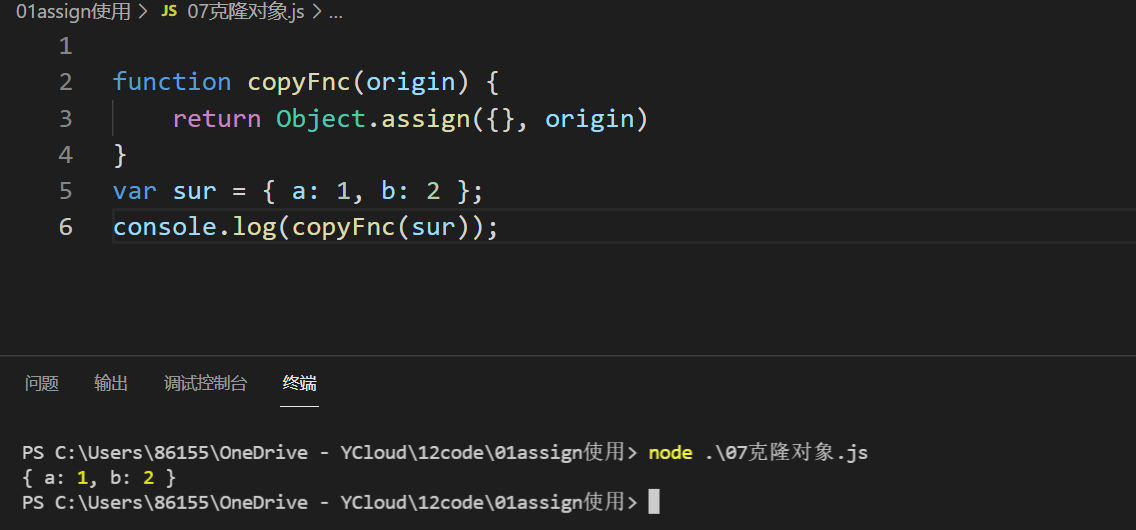 01assign使用 > JS 07克隆对象.js > ...
1
2 function copyFnc(origin) {
3 return Object.assign({}, origin)
4 }
5 var sur = { a: 1, b: 2 };
6 console.log(copyFnc(sur));
问题 输出 调试控制台 终端
PS C:\Users\86155\OneDrive - YCloud\12code\01assign使用> node .\07克隆对象.js
{ a: 1, b: 2 }
PS C:\Users\86155\OneDrive - YCloud\12code\01assign使用>